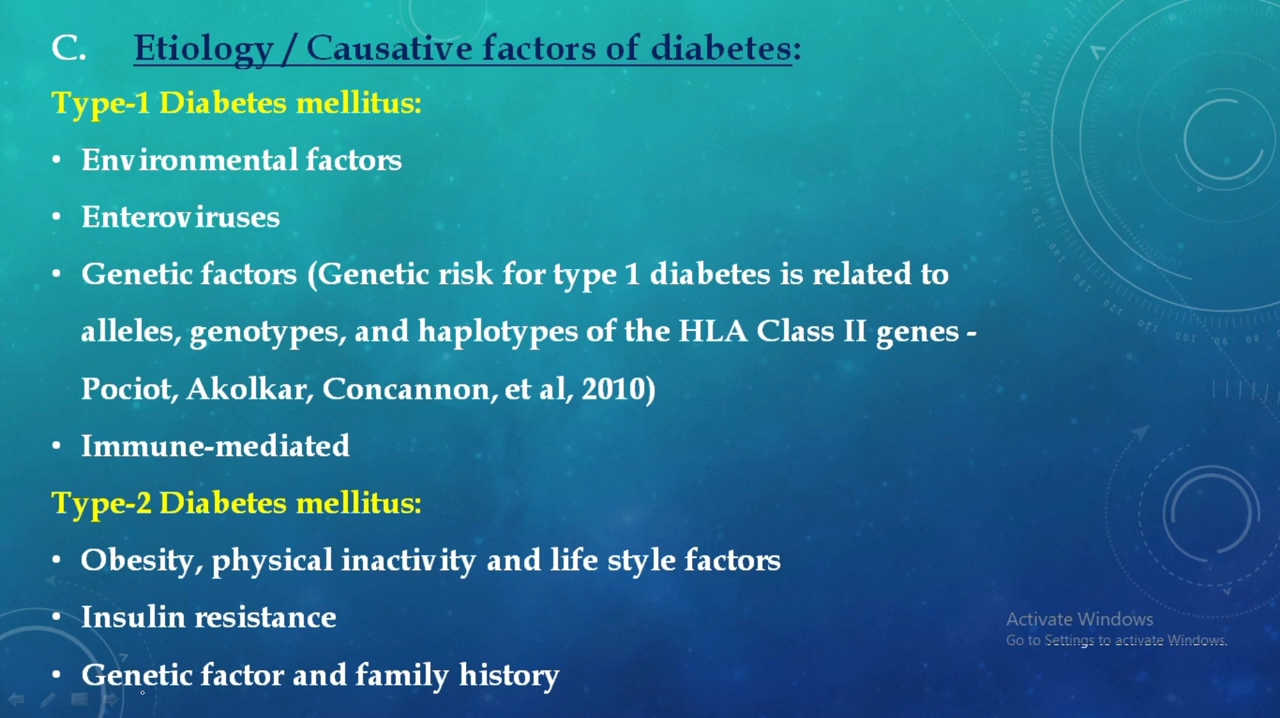 C. Etiology / Causative factors of diabetes:
Type-1 Diabetes mellitus:
• Environmental factors
• Enteroviruses
• Genetic factors (Genetic risk for type 1 diabetes is related to
alleles, genotypes, and haplotypes of the HLA Class II genes -
Pociot, Akolkar, Concannon, et al, 2010)
• Immune-mediated
Type-2 Diabetes mellitus:
• Obesity, physical inactivity and life style factors
• Insulin resistance
• Genetic factor and family history
Activate Windows
Go to Settings to activate Windows.